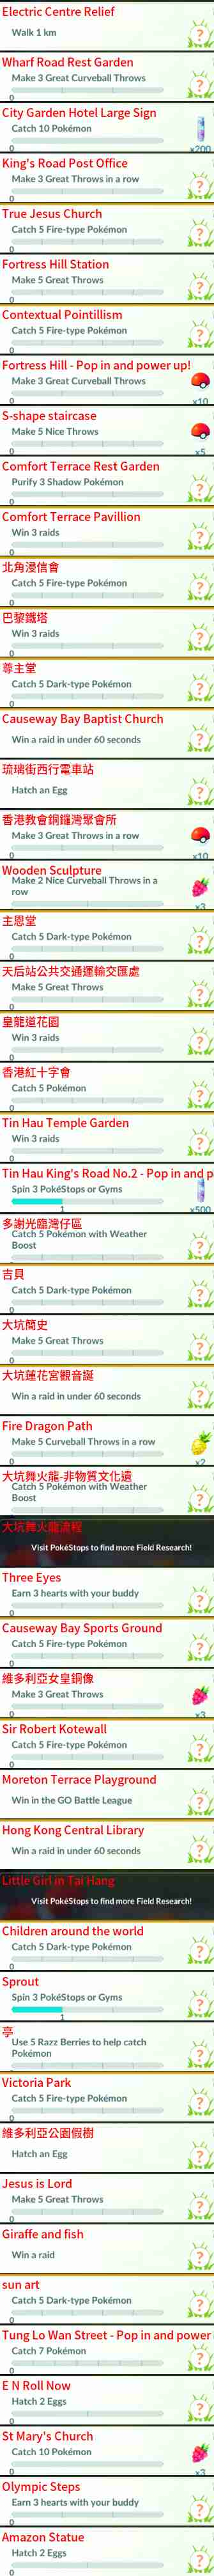 Electric Centre Relief
Walk 1 km
Wharf Road Rest Garden
Make 3 Great Curveball Throws
0
City Garden Hotel Large Sign
Catch 10 Pokémon
0
x200
King's Road Post Office
Make 3 Great Throws in a row
0
True Jesus Church
Catch 5 Fire-type Pokémon
0
Fortress Hill Station
Make 5 Great Throws
0
Contextual Pointillism
Catch 5 Fire-type Pokémon
0
Fortress Hill - Pop in and power up!
Make 3 Great Curveball Throws
0
x10
S-shape staircase
Make 5 Nice Throws
0
x5
Comfort Terrace Rest Garden
Purify 3 Shadow Pokémon
0
Comfort Terrace Pavillion
Win 3 raids
0
北角浸信會
Catch 5 Fire-type Pokémon
0
巴黎鐵塔
Win 3 raids
0
尊主堂
Catch 5 Dark-type Pokémon
0
Causeway Bay Baptist Church
Win a raid in under 60 seconds
琉璃街西行電車站
Hatch an Egg
香港教會銅鑼灣聚會所
Make 3 Great Throws in a row
0
x10
Wooden Sculpture
Make 2 Nice Curveball Throws in a
row
0
x3
主恩堂
Catch 5 Dark-type Pokémon
0
天后站公共交通運輸交匯處
Make 5 Great Throws
0
皇龍道花園
Win 3 raids
0
香港紅十字會
Catch 5 Pokémon
0
Tin Hau Temple Garden
Win 3 raids
0
Tin Hau King's Road No.2 - Pop in and p
Spin 3 PokéStops or Gyms
1
x500
多謝光臨灣仔區
Catch 5 Pokémon with Weather
Boost
0
吉貝
Catch 5 Dark-type Pokémon
0
大坑簡史
Make 5 Great Throws
0
大坑蓮花宮觀音誕
Win a raid in under 60 seconds
Fire Dragon Path
Make 5 Curveball Throws in a row
0
x2
大坑舞火龍-非物質文化遺
Catch 5 Pokémon with Weather
Boost
0
大坑舞火龍流程
Visit PokéStops to find more Field Research!
Three Eyes
Earn 3 hearts with your buddy
0
Causeway Bay Sports Ground
Catch 5 Fire-type Pokémon
0
維多利亞女皇銅像
Make 3 Great Throws
0
x3
Sir Robert Kotewall
Catch 5 Fire-type Pokémon
0
Moreton Terrace Playground
Win in the GO Battle League
Hong Kong Central Library
Win a raid in under 60 seconds
Little Girl in Tai Hang
Visit PokéStops to find more Field Research!
Children around the world
Catch 5 Dark-type Pokémon
0
Sprout
Spin 3 PokéStops or Gyms
1
亭
Use 5 Razz Berries to help catch
Pokémon
0
Victoria Park
Catch 5 Fire-type Pokémon
0
維多利亞公園假樹
Hatch an Egg
Jesus is Lord
Make 5 Great Throws
0
Giraffe and fish
Win a raid
sun art
Catch 5 Dark-type Pokémon
0
Tung Lo Wan Street - Pop in and power
Catch 7 Pokémon
0
E N Roll Now
Hatch 2 Eggs
0
St Mary's Church
Catch 10 Pokémon
0
x3
Olympic Steps
Earn 3 hearts with your buddy
0
Amazon Statue
Hatch 2 Eggs
0